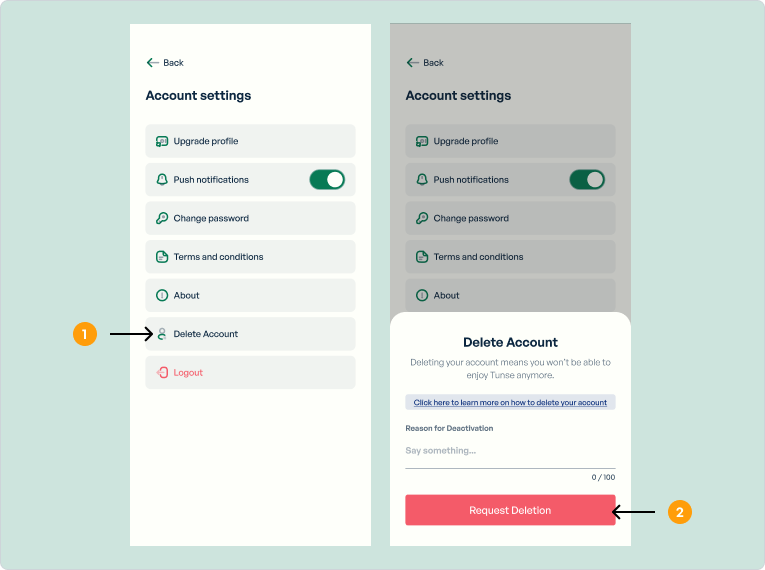 Back
Account settings
Upgrade profile
Push notifications
Change password
Terms and conditions
About
1
Delete Account
Logout
Back
Account settings
Upgrade profile
Push notifications
Change password
Terms and conditions
About
Delete Account
Deleting your account means you won't be able to
enjoy Tunse anymore.
Click here to learn more on how to delete your account
Reason for Deactivation
Say something...
0 / 100
Request Deletion
2